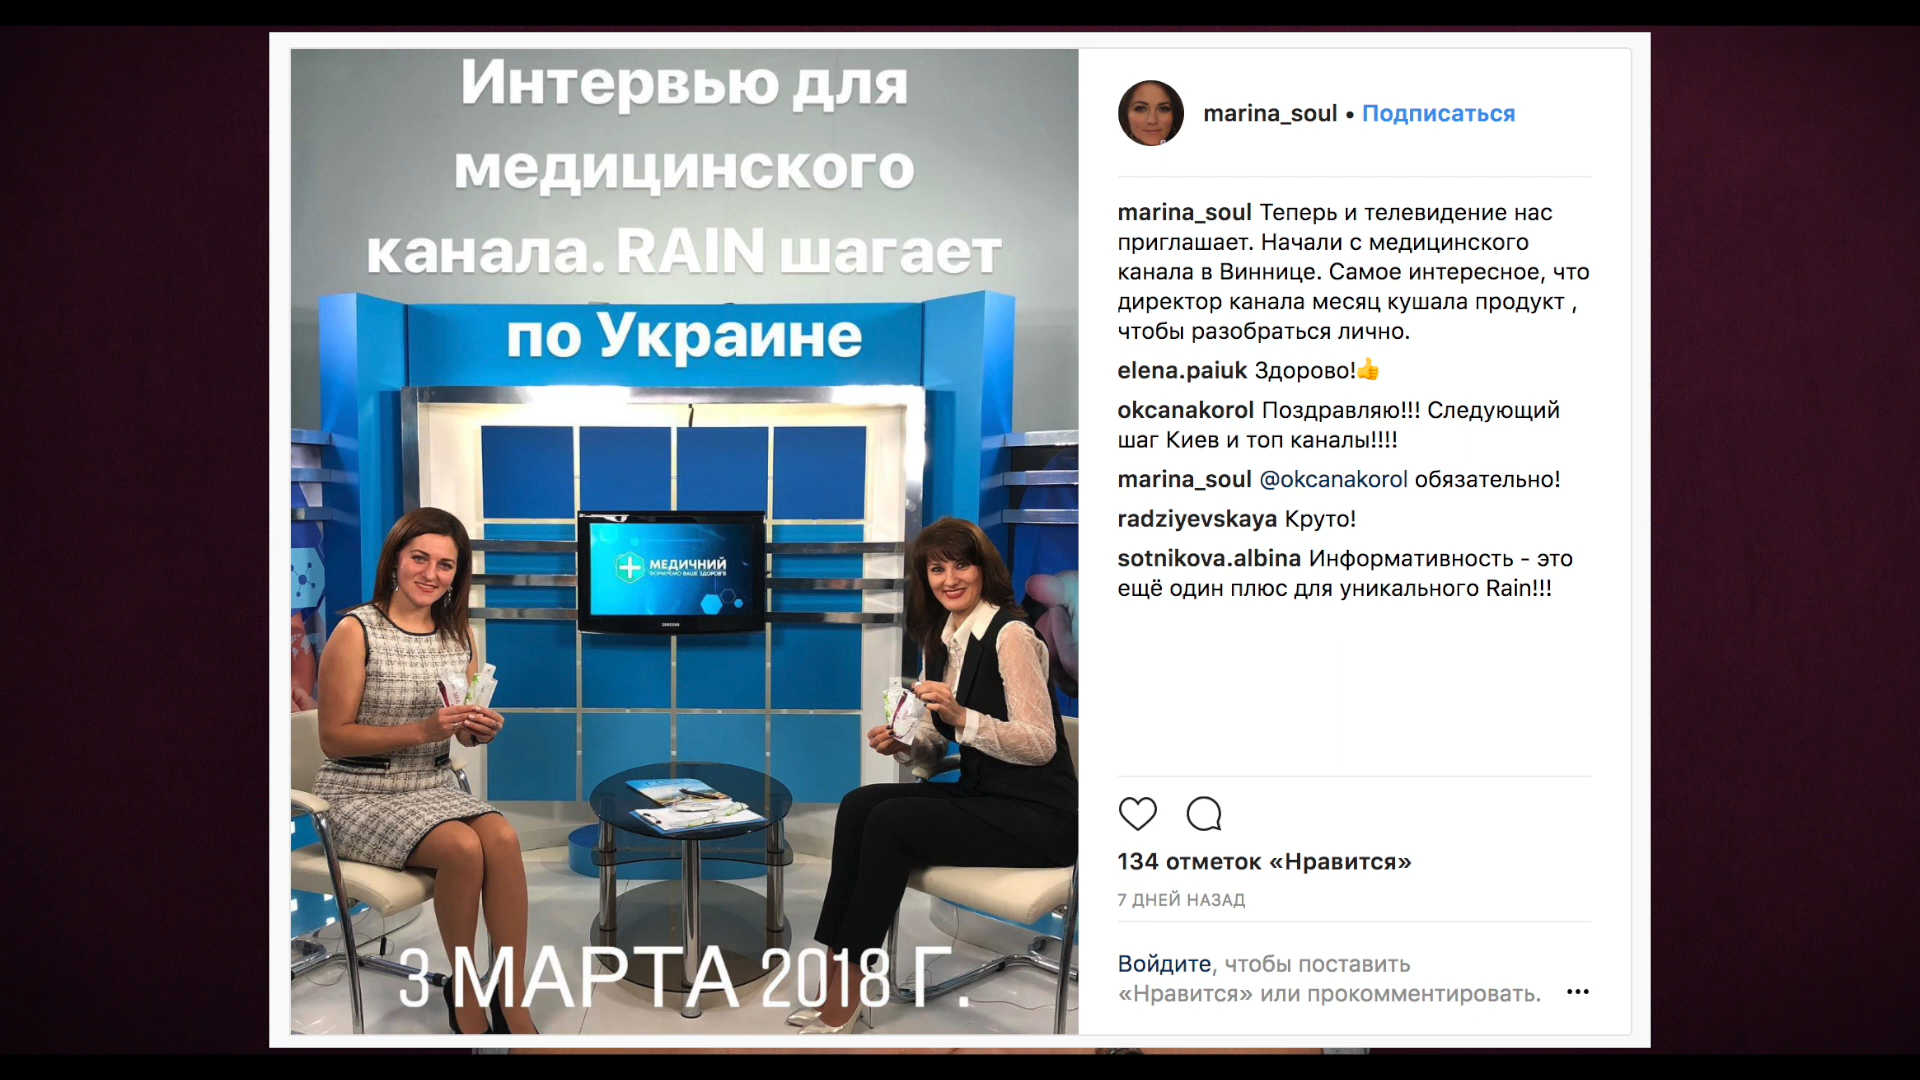 Интервью для
медицинского
канала. RAIN шагает
по Украине
МЕДИЧНИЙ
SAMSUNG
3 МАРТА 2018 Г.
marina_soul • Подписаться
marina_soul Теперь и телевидение нас
приглашает. Начали с медицинского
канала в Виннице. Самое интересное, что
директор канала месяц кушала продукт ,
чтобы разобраться лично.
elena.paiuk Здорово!👍
okcanakorol Поздравляю!!! Следующий
шаг Киев и топ каналы!!!!
marina_soul @okcanakorol обязательно!
radziyevskaya Круто!
sotnikova.albina Информативность - это
ещё один плюс для уникального Rain!!!
134 отметок «Нравится»
7 ДНЕЙ НАЗАД
Войдите, чтобы поставить
«Нравится» или прокомментировать.